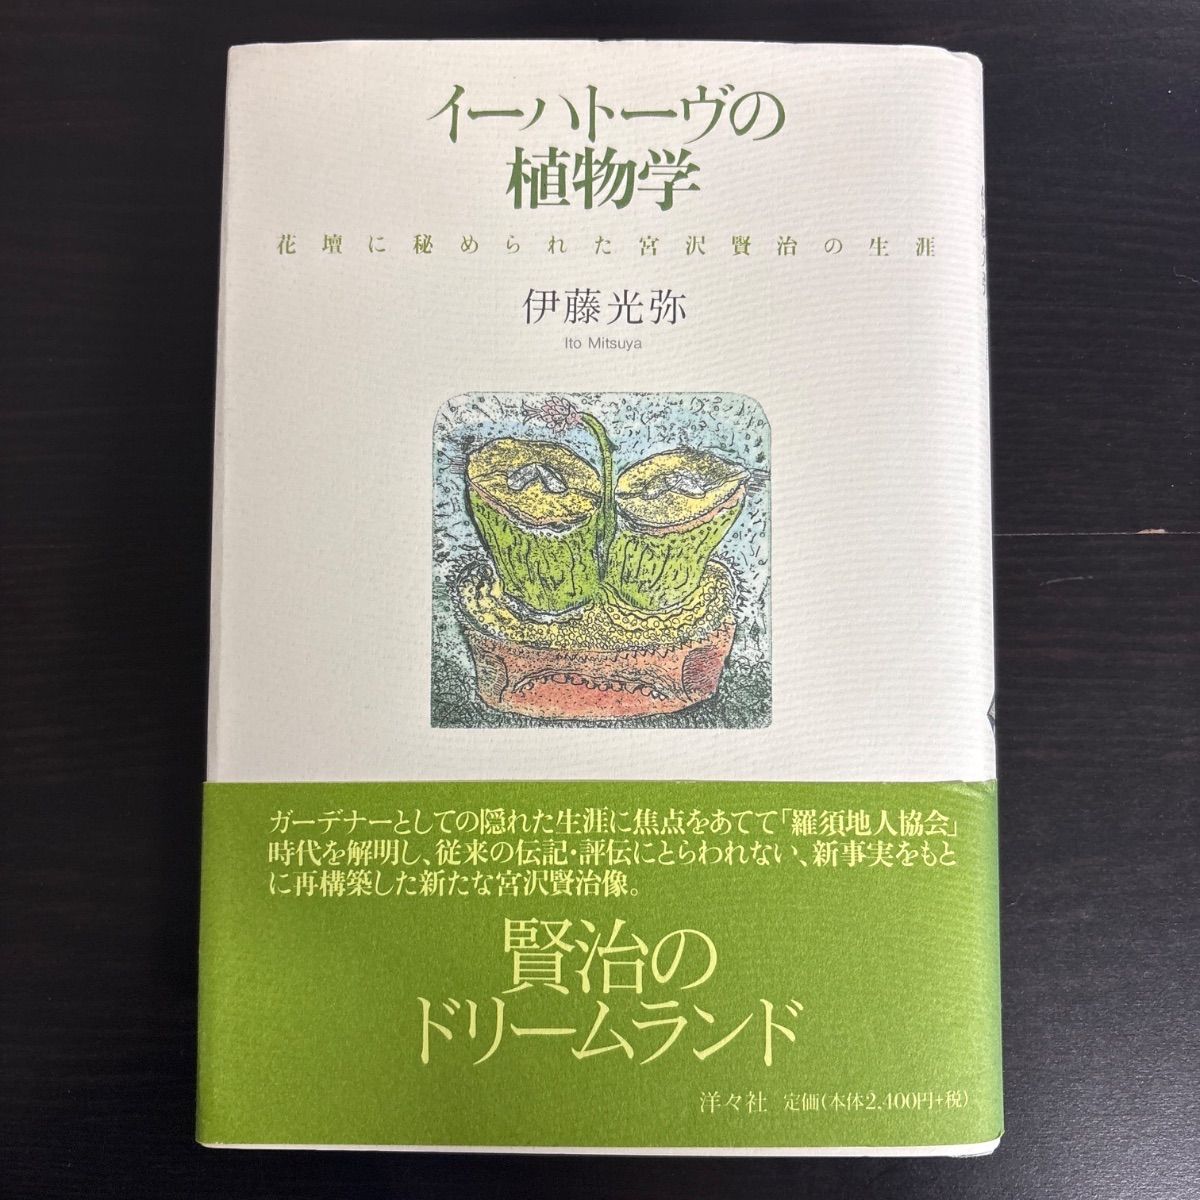 イーハトーヴの
植物学
花壇に秘められた宮沢賢治の生涯
伊藤光弥
Ito Mitsuya
ガーデナーとしての隠れた生涯に焦点をあてて「羅須地人協会」
時代を解明し、従来の伝記・評伝にとらわれない、新事実をもと
に再構築した新たな宮沢賢治像。
賢治の
ドリームランド
洋々社 定価(本体2,400円+税)